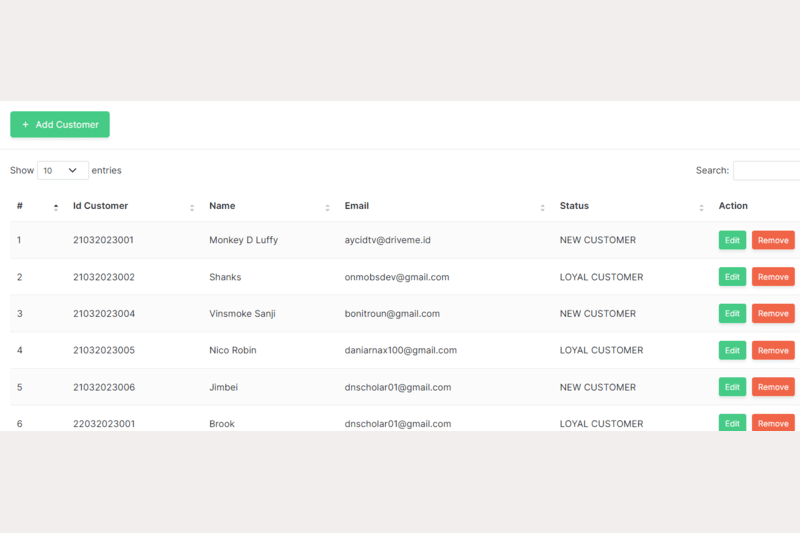 + Add Customer
Show 10 entries
Search:
# Id Customer Name Email Status Action
1 21032023001 Monkey D Luffy aycidtv@driveme.id NEW CUSTOMER Edit Remove
2 21032023002 Shanks onmobsdev@gmail.com LOYAL CUSTOMER Edit Remove
3 21032023004 Vinsmoke Sanji bonitroun@gmail.com NEW CUSTOMER Edit Remove
4 21032023005 Nico Robin daniarnax100@gmail.com LOYAL CUSTOMER Edit Remove
5 21032023006 Jimbei dnscholar01@gmail.com NEW CUSTOMER Edit Remove
6 22032023001 Brook dnscholar01@gmail.com LOYAL CUSTOMER Edit Remove